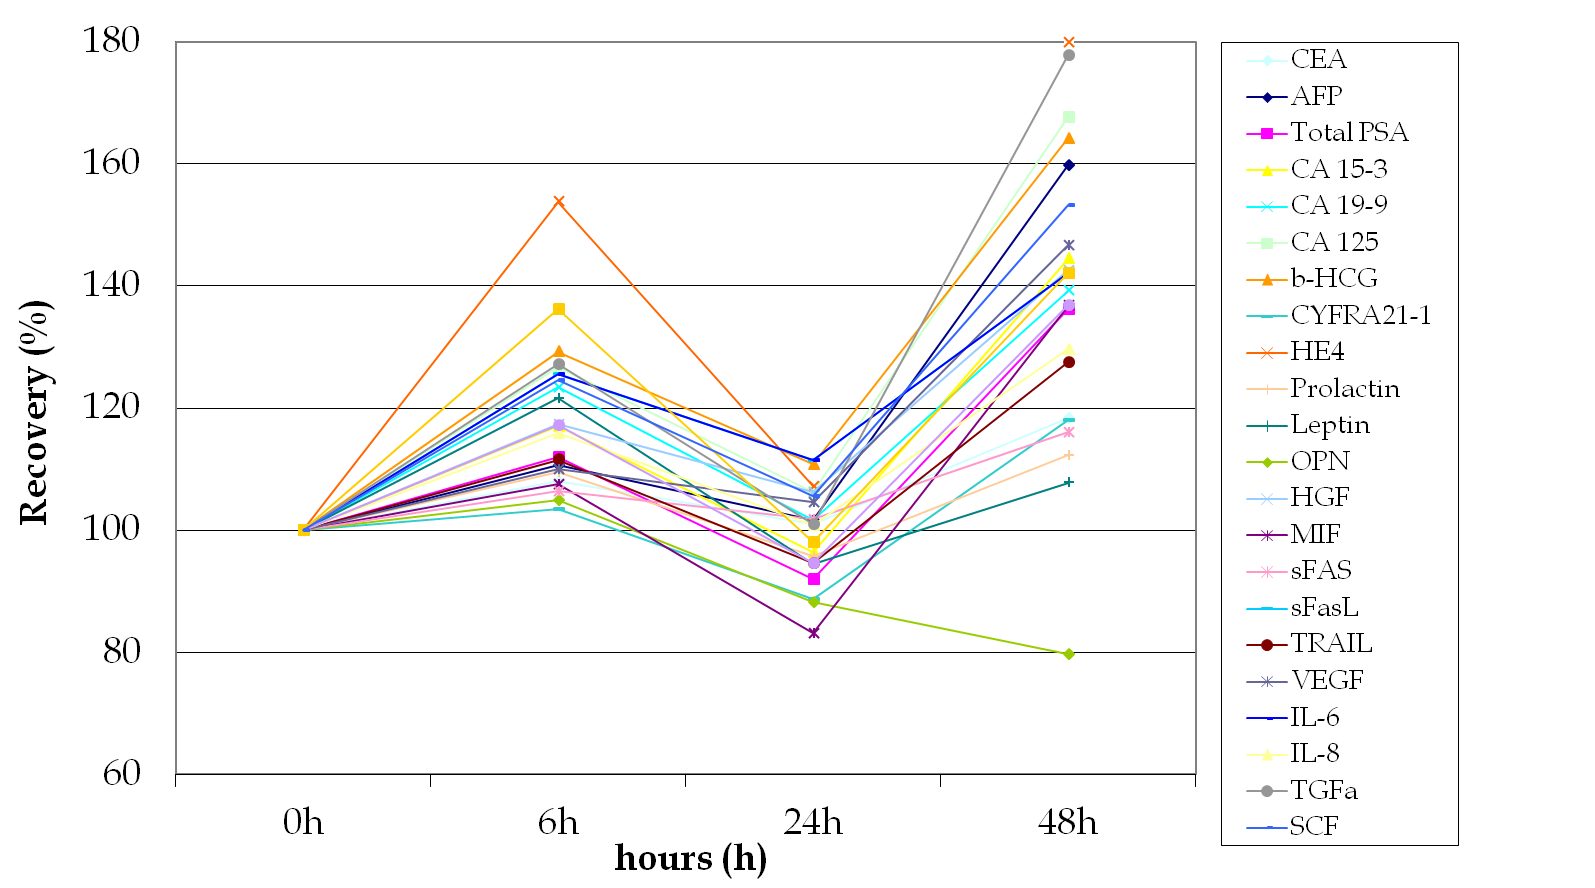 180
160
140
120
100
80
60
Recovery (%)
0h 6h 24h 48h
hours (h)
CEA
AFP
Total PSA
CA 15-3
CA 19-9
CA 125
b-HCG
CYFRA21-1
HE4
Prolactin
Leptin
OPN
HGF
MIF
sFAS
sFasL
TRAIL
VEGF
IL-6
IL-8
TGFa
SCF